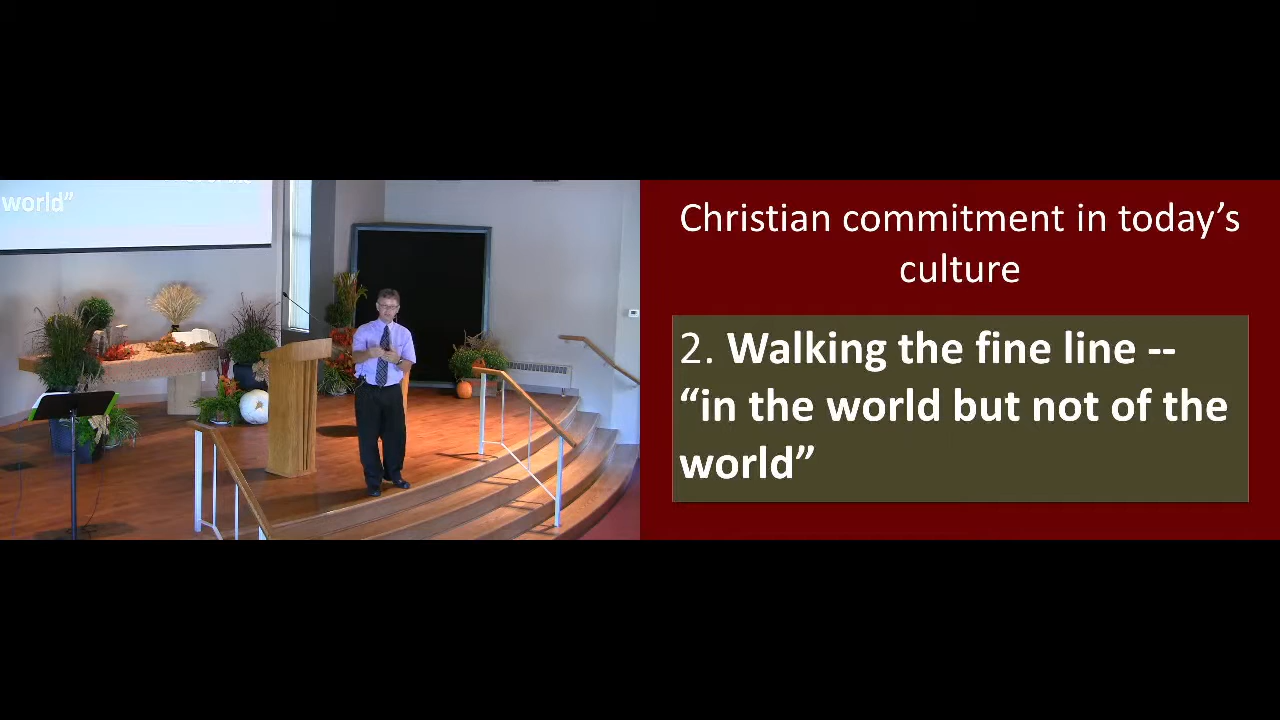 world”
Christian commitment in today’s
culture
2. Walking the fine line --
“in the world but not of the
world”